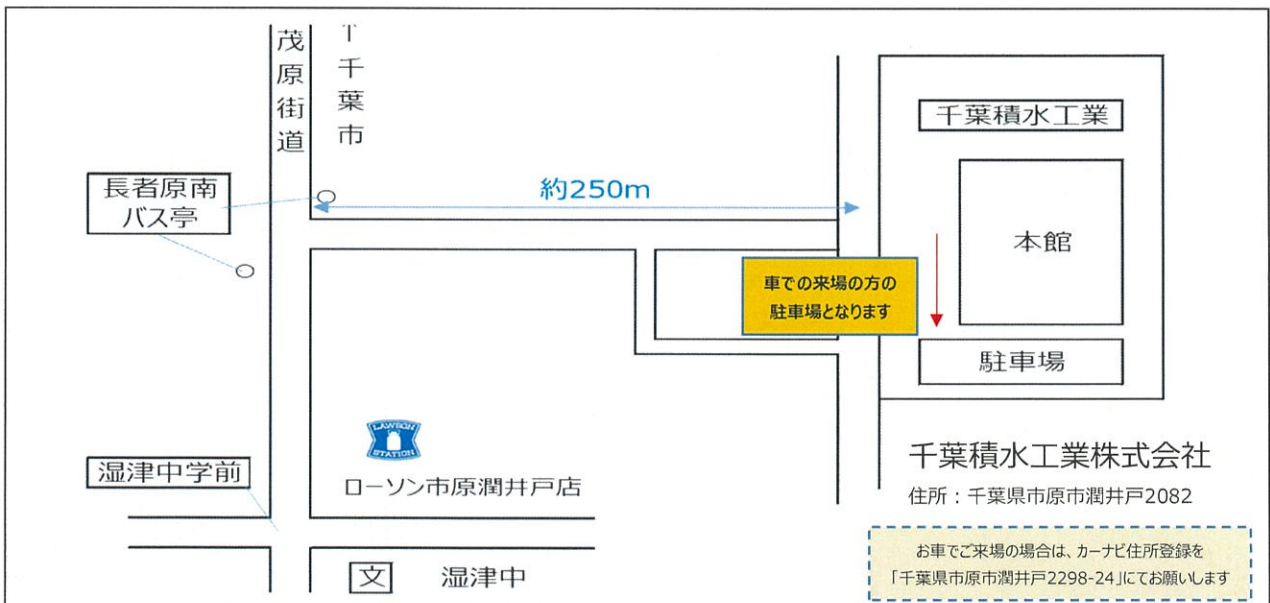 茂原街道
↑千葉市
千葉積水工業
長者原南
バス亭
約250m
本館
車での来場の方の
駐車場となります
駐車場
LAWSON
STATION
ローソン市原潤井戸店
湿津中学前
千葉積水工業株式会社
住所：千葉県市原市潤井戸2082
お車でご来場の場合は、カーナビ住所登録を
「千葉県市原市潤井戸2298-24」にてお願いします
文
湿津中